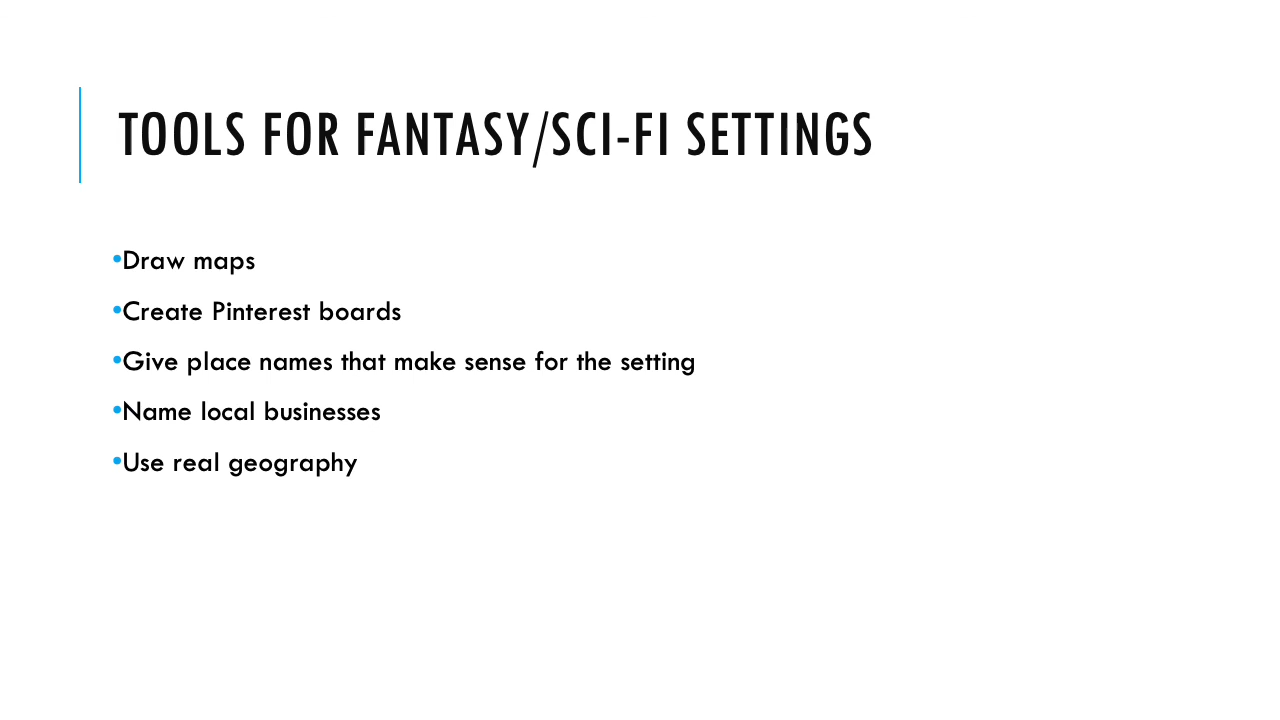 TOOLS FOR FANTASY/SCI-FI SETTINGS
•Draw maps
•Create Pinterest boards
•Give place names that make sense for the setting
•Name local businesses
•Use real geography